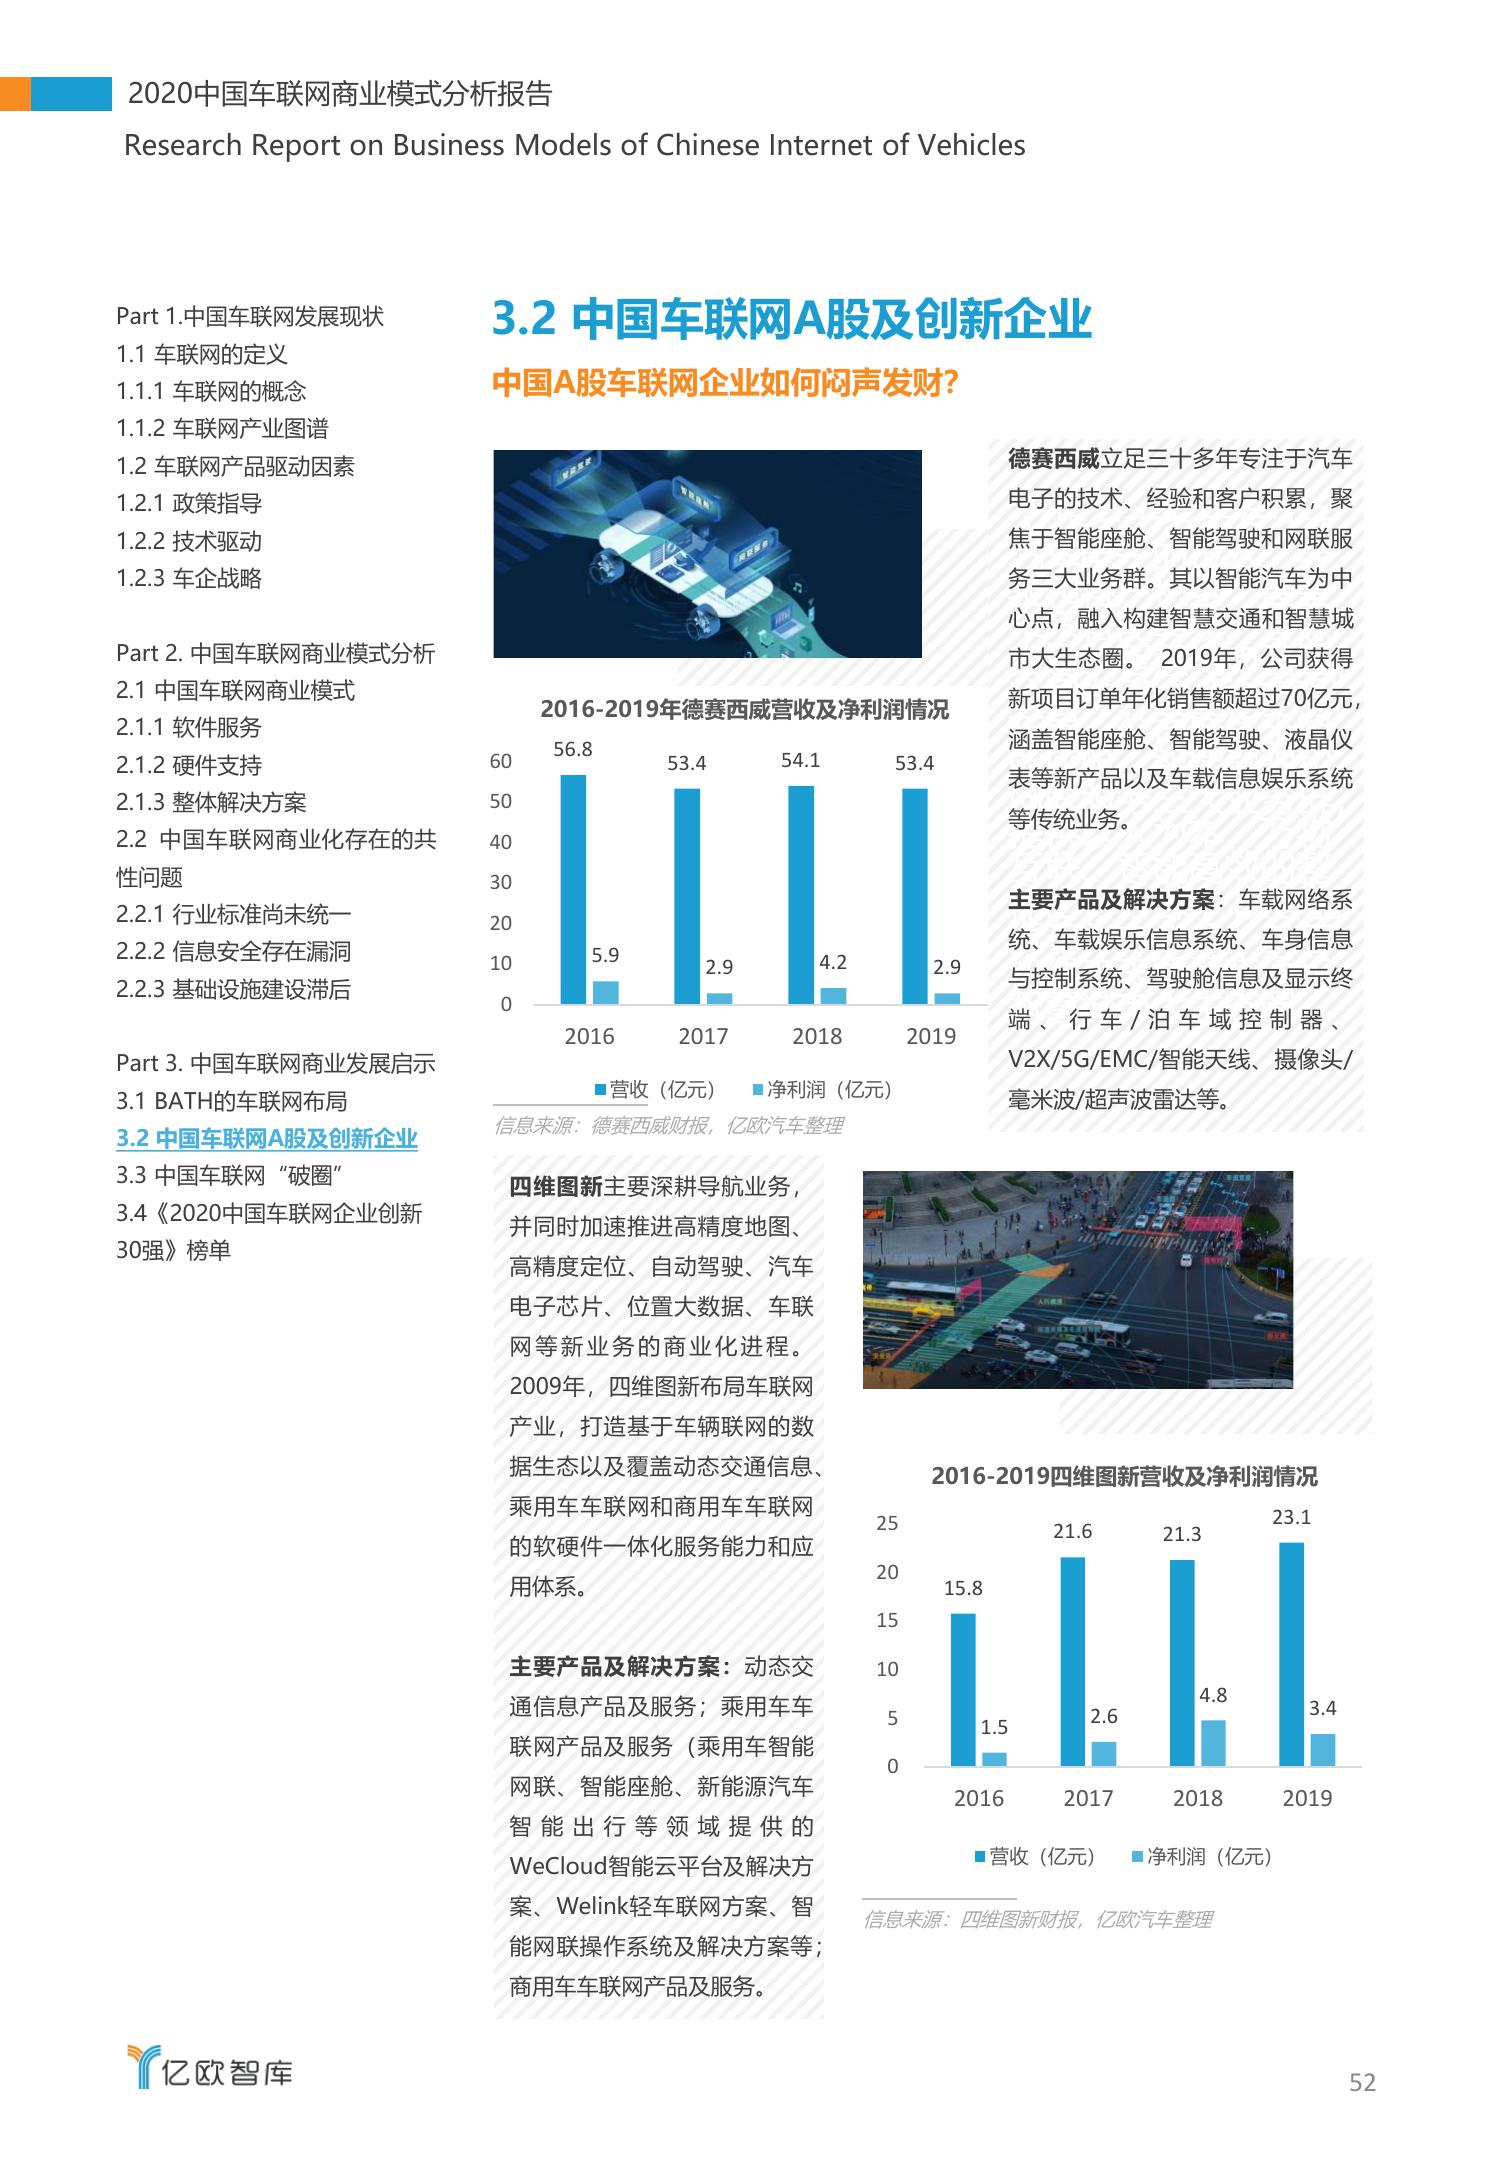 2020中国车联网商业模式分析报告
Research Report on Business Models of Chinese Internet of Vehicles
Part 1.中国车联网发展现状
1.1 车联网的定义
1.1.1 车联网的概念
1.1.2 车联网产业图谱
1.2 车联网产品驱动因素
1.2.1 政策指导
1.2.2 技术驱动
1.2.3 车企战略
Part 2. 中国车联网商业模式分析
2.1 中国车联网商业模式
2.1.1 软件服务
2.1.2 硬件支持
2.1.3 整体解决方案
2.2 中国车联网商业化存在的共
性问题
2.2.1 行业标准尚未统一
2.2.2 信息安全存在漏洞
2.2.3 基础设施建设滞后
Part 3. 中国车联网商业发展启示
3.1 BATH的车联网布局
3.2 中国车联网A股及创新企业
3.3 中国车联网“破圈”
3.4《2020中国车联网企业创新
30强》榜单
3.2 中国车联网A股及创新企业
中国A股车联网企业如何闷声发财？
智能驾驶
智能座舱
网联服务
德赛西威立足三十多年专注于汽车
电子的技术、经验和客户积累，聚
焦于智能座舱、智能驾驶和网联服
务三大业务群。其以智能汽车为中
心点，融入构建智慧交通和智慧城
市大生态圈。 2019年，公司获得
新项目订单年化销售额超过70亿元，
涵盖智能座舱、智能驾驶、液晶仪
表等新产品以及车载信息娱乐系统
等传统业务。
主要产品及解决方案：车载网络系
统、车载娱乐信息系统、车身信息
与控制系统、驾驶舱信息及显示终
端、行车/泊车域控制器、
V2X/5G/EMC/智能天线、摄像头/
毫米波/超声波雷达等。
2016-2019年德赛西威营收及净利润情况
60
50
40
30
20
10
0
56.8
53.4
54.1
53.4
5.9
2.9
4.2
2.9
2016
2017
2018
2019
营收（亿元）
净利润（亿元）
信息来源：德赛西威财报，亿欧汽车整理
四维图新主要深耕导航业务，
并同时加速推进高精度地图、
高精度定位、自动驾驶、汽车
电子芯片、位置大数据、车联
网等新业务的商业化进程。
2009年，四维图新布局车联网
产业，打造基于车辆联网的数
据生态以及覆盖动态交通信息、
乘用车车联网和商用车车联网
的软硬件一体化服务能力和应
用体系。
主要产品及解决方案：动态交
通信息产品及服务；乘用车车
联网产品及服务（乘用车智能
网联、智能座舱、新能源汽车
智能出行等领域提供的
WeCloud智能云平台及解决方
案、Welink轻车联网方案、智
能网联操作系统及解决方案等；
商用车车联网产品及服务。
2016-2019四维图新营收及净利润情况
25
20
15
10
5
0
15.8
21.6
21.3
23.1
1.5
2.6
4.8
3.4
2016
2017
2018
2019
营收（亿元）
净利润（亿元）
信息来源：四维图新财报，亿欧汽车整理
亿欧智库
52